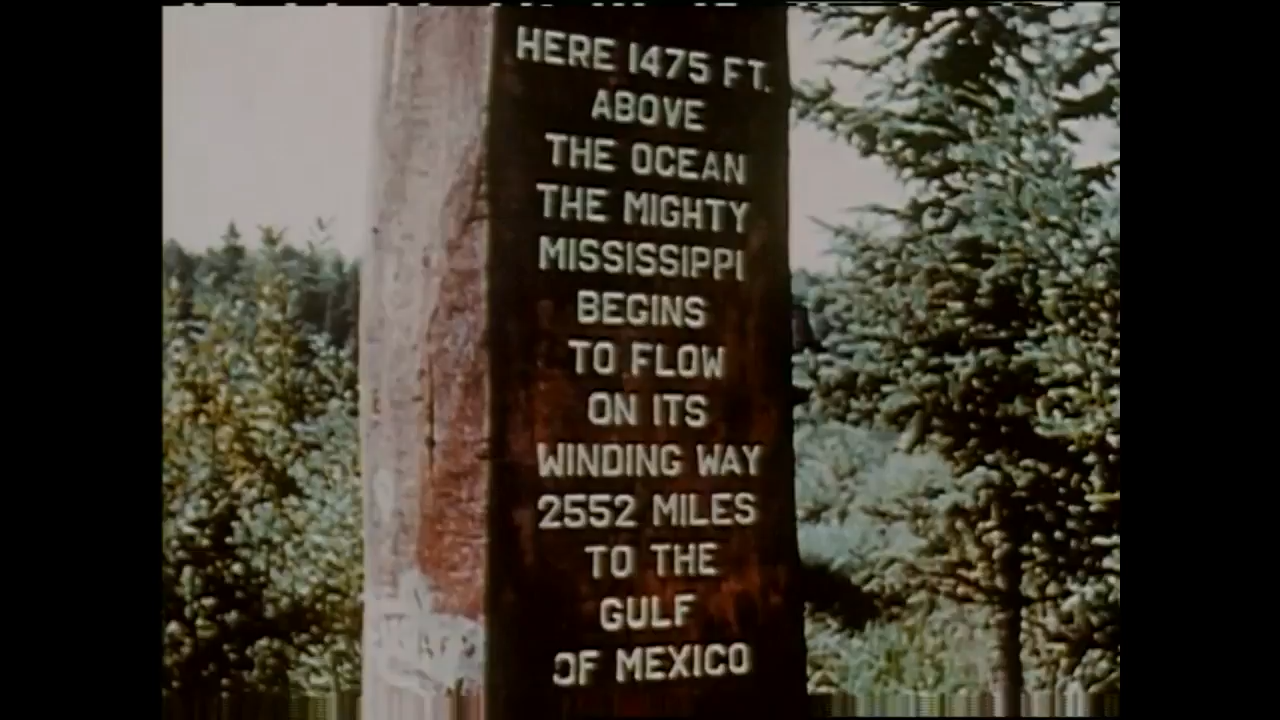 HERE 1475 FT.
ABOVE
THE OCEAN
THE MIGHTY
MISSISSIPPI
BEGINS
TO FLOW
ON ITS
WINDING WAY
2552 MILES
TO THE
GULF
OF MEXICO